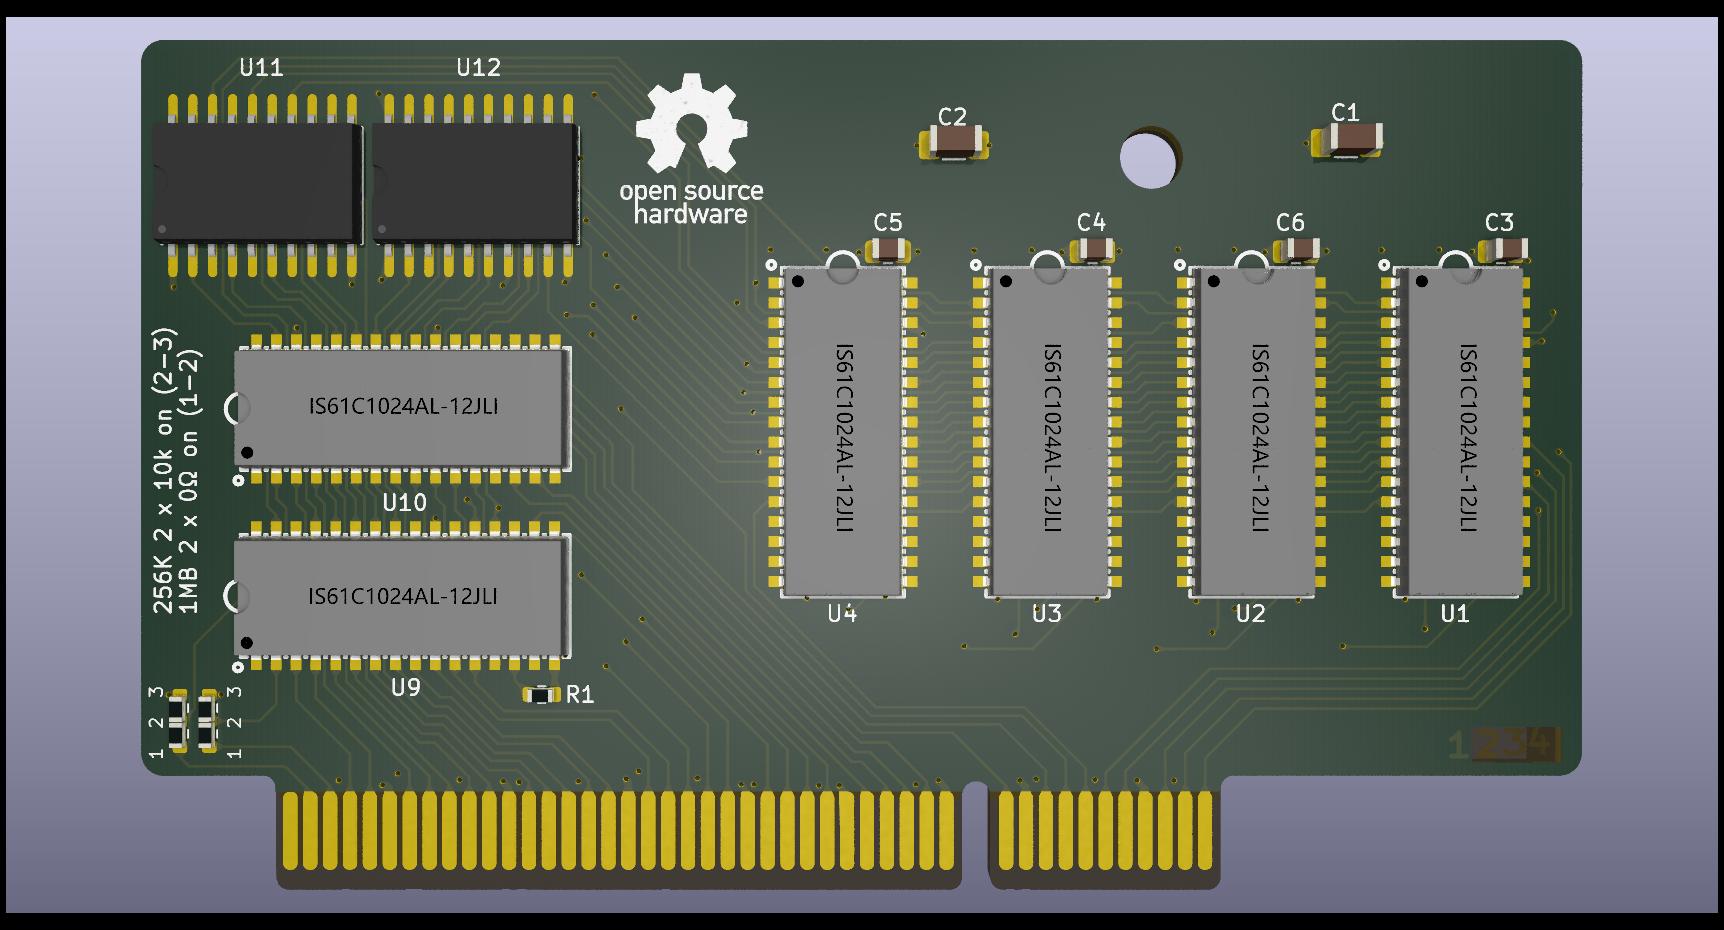 U11
U12
open source
hardware
C2
C1
C5
C4
C6
C3
256K 2 x 10k on (2-3)
1MB 2 x 0Ω on (1-2)
IS61C1024AL-12JLI
U10
IS61C1024AL-12JLI
U9
R1
IS61C1024AL-12JLI
IS61C1024AL-12JLI
IS61C1024AL-12JLI
IS61C1024AL-12JLI
U4
U3
U2
U1
3
2
1
3
2
1
1234